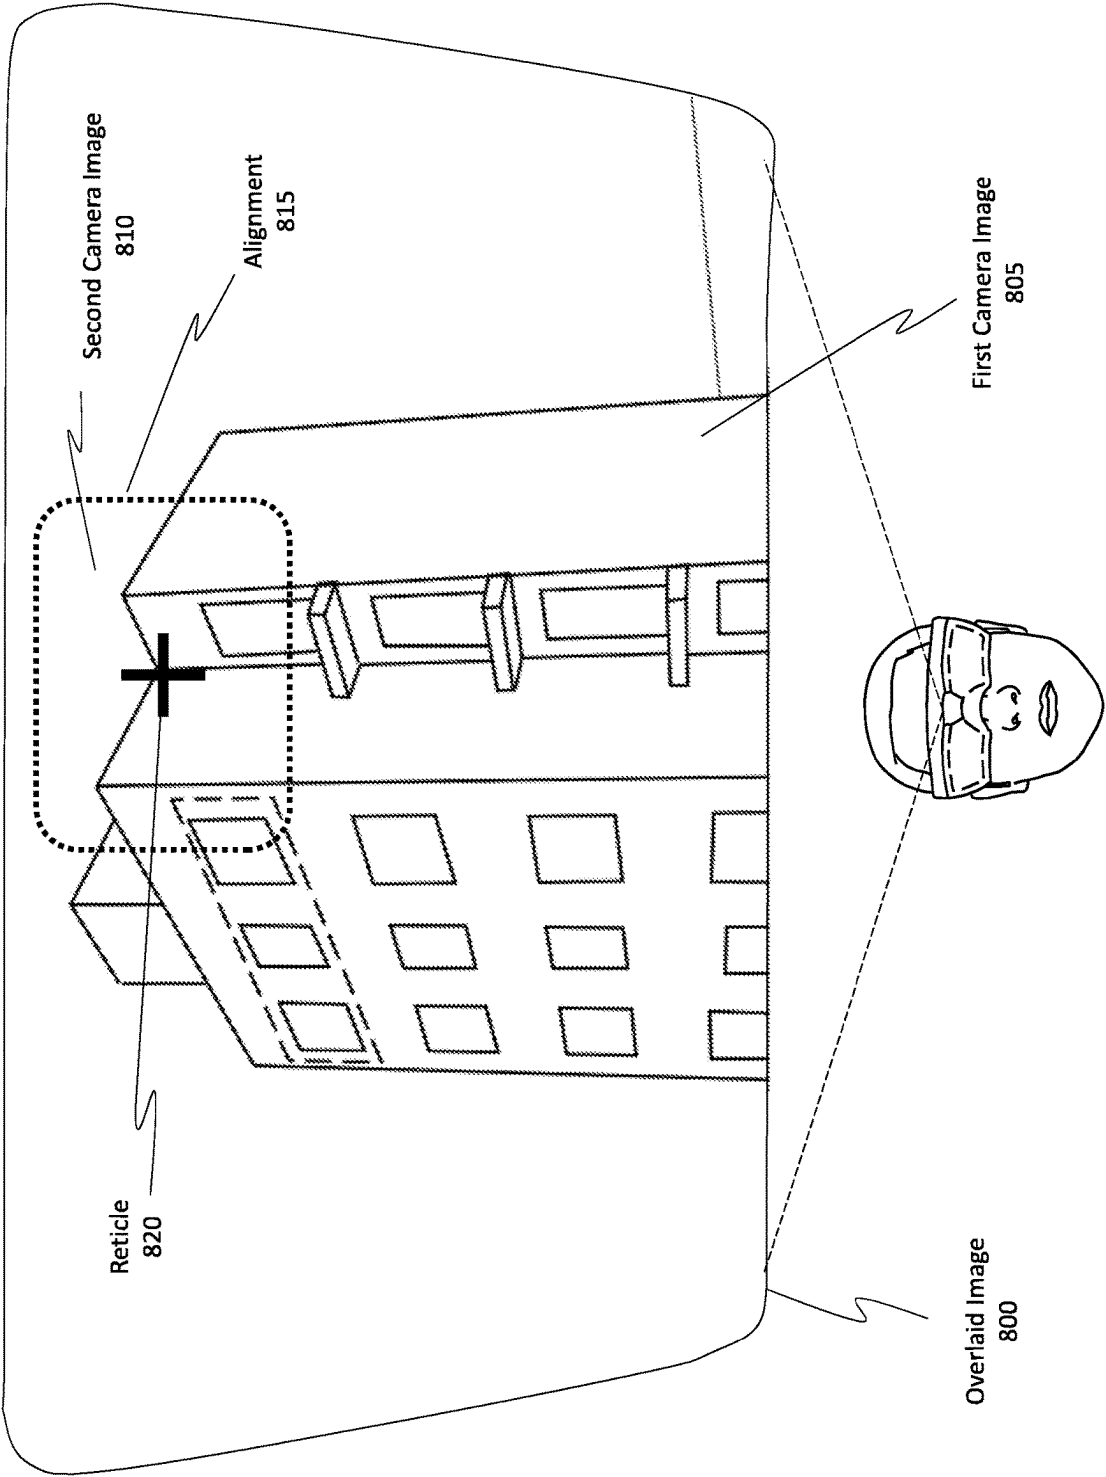 Second Camera Image
810
Alignment
815
First Camera Image
805
Reticle
820
Overlaid Image
800